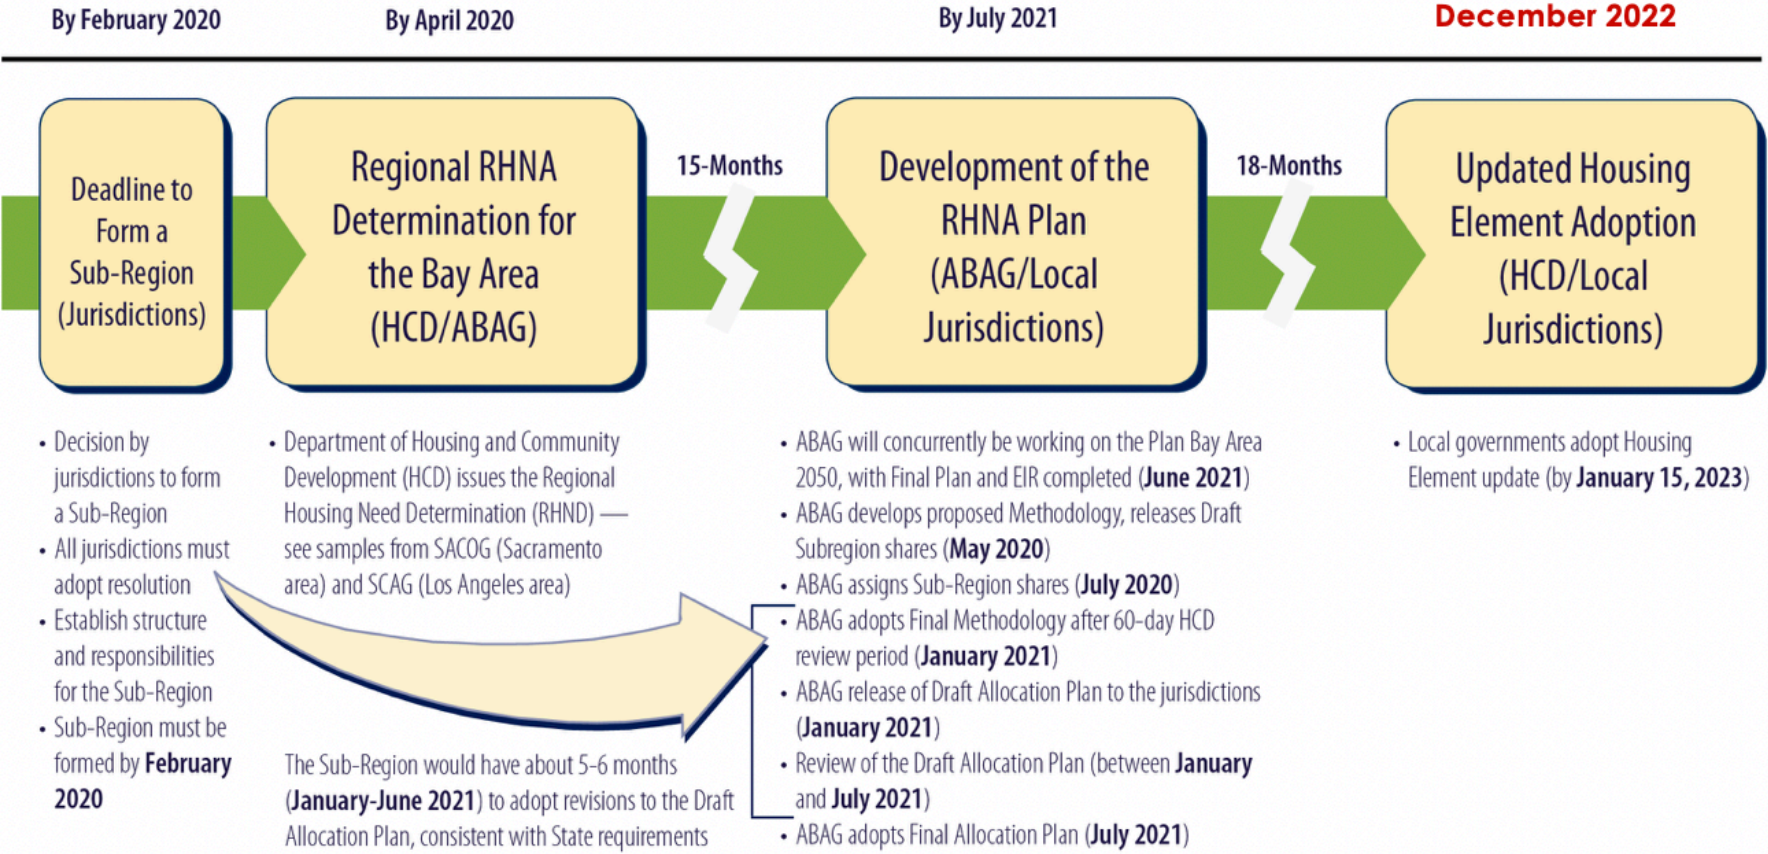 By February 2020
By April 2020
By July 2021
December 2022
Deadline to
Form a
Sub-Region
(Jurisdictions)
Regional RHNA
Determination for
the Bay Area
(HCD/ABAG)
15-Months
Development of the
RHNA Plan
(ABAG/Local
Jurisdictions)
18-Months
Updated Housing
Element Adoption
(HCD/Local
Jurisdictions)
• Decision by
jurisdictions to form
a Sub-Region
• All jurisdictions must
adopt resolution
• Establish structure
and responsibilities
for the Sub-Region
• Sub-Region must be
formed by February
2020
• Department of Housing and Community
Development (HCD) issues the Regional
Housing Need Determination (RHND) —
see samples from SACOG (Sacramento
area) and SCAG (Los Angeles area)
The Sub-Region would have about 5-6 months
(January-June 2021) to adopt revisions to the Draft
Allocation Plan, consistent with State requirements
• ABAG will concurrently be working on the Plan Bay Area
2050, with Final Plan and EIR completed (June 2021)
• ABAG develops proposed Methodology, releases Draft
Subregion shares (May 2020)
• ABAG assigns Sub-Region shares (July 2020)
• ABAG adopts Final Methodology after 60-day HCD
review period (January 2021)
• ABAG release of Draft Allocation Plan to the jurisdictions
(January 2021)
• Review of the Draft Allocation Plan (between January
and July 2021)
• ABAG adopts Final Allocation Plan (July 2021)
• Local governments adopt Housing
Element update (by January 15, 2023)